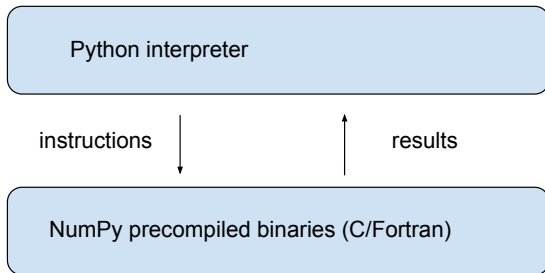 Python interpreter
instructions
results
NumPy precompiled binaries (C/Fortran)